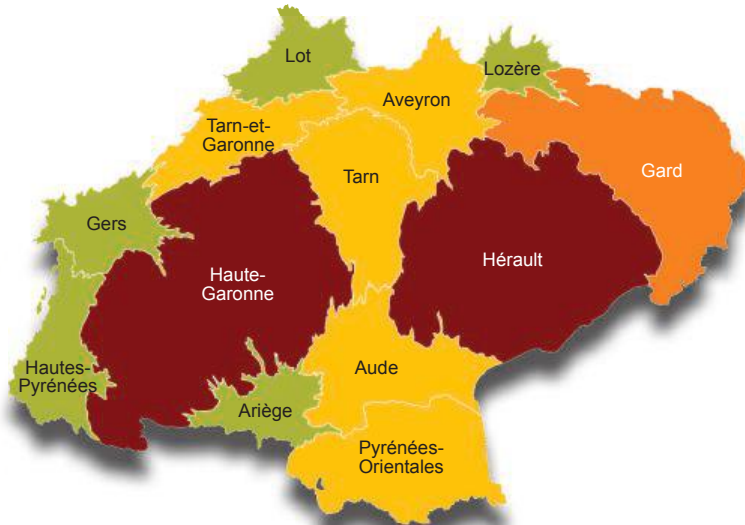 Lot
Lozère
Aveyron
Tarn-et-
Garonne
Tarn
Gard
Gers
Haute-
Garonne
Hérault
Hautes-
Pyrénées
Aude
Ariège
Pyrénées-
Orientales